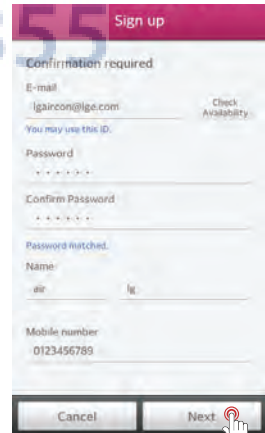 55
Sign up
Confirmation required
E-mail
lgaircon@lge.com
Check
Availability
You may use this ID.
Password
······
Confirm Password
······
Password matched.
Name
air lg
Mobile number
0123456789
Cancel Next